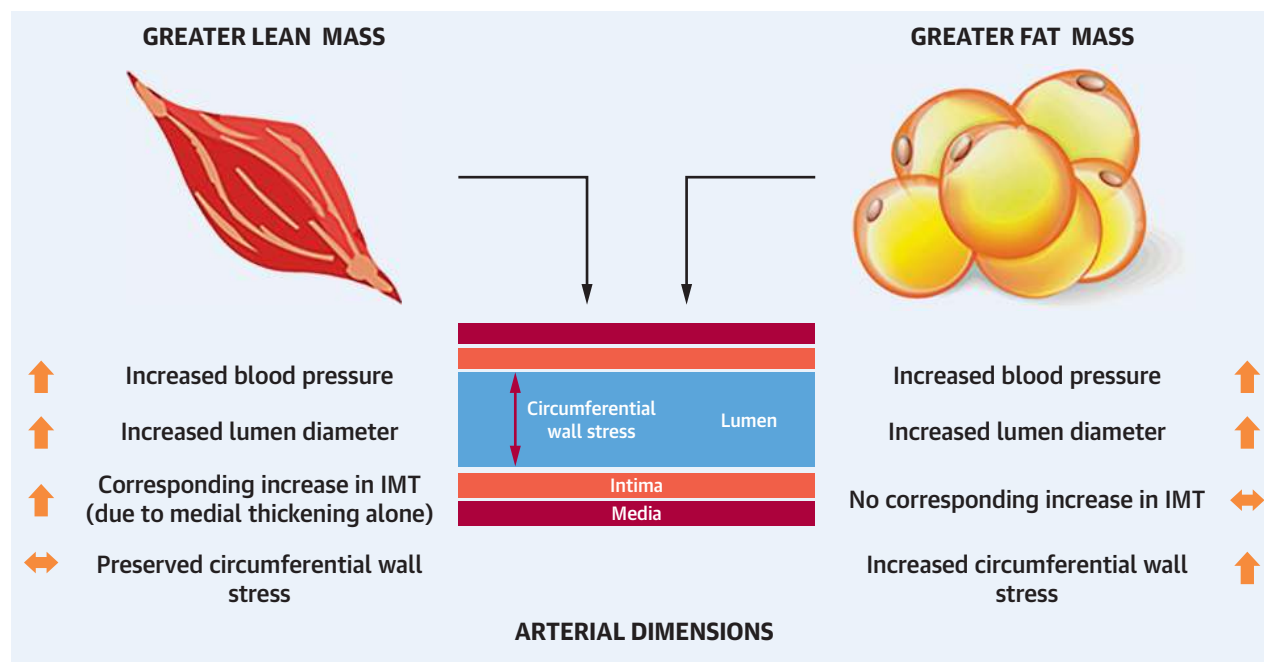 GREATER LEAN MASS
GREATER FAT MASS
Increased blood pressure
Increased lumen diameter
Corresponding increase in IMT
(due to medial thickening alone)
Preserved circumferential wall
stress
Circumferential
wall stress
Lumen
Intima
Media
Increased blood pressure
Increased lumen diameter
No corresponding increase in IMT
Increased circumferential wall
stress
ARTERIAL DIMENSIONS